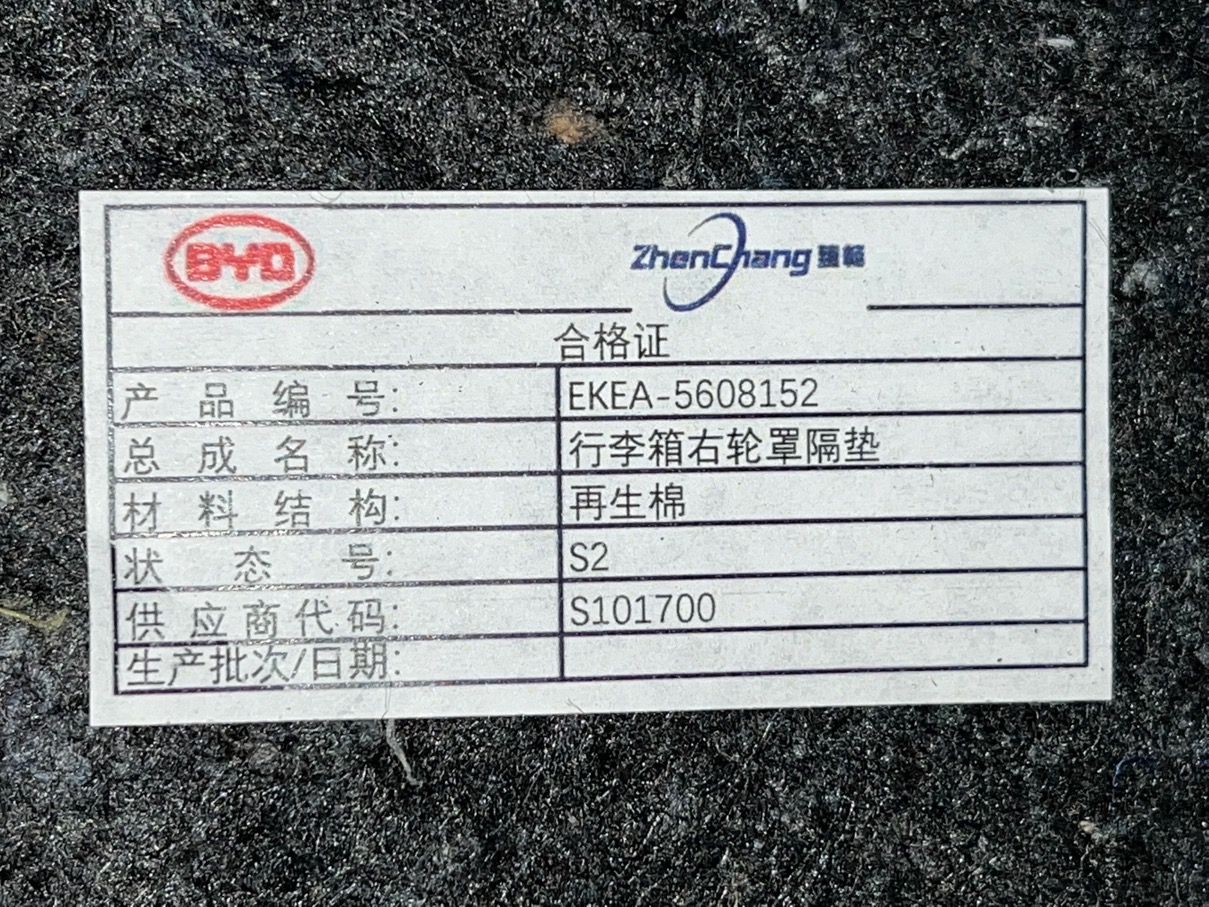 BYD
ZhenChang 臻畅
合格证
产品编号: EKEA-5608152
总成名称: 行李箱右轮罩隔垫
材料结构: 再生棉
状态号: S2
供应商代码: S101700
生产批次/日期: